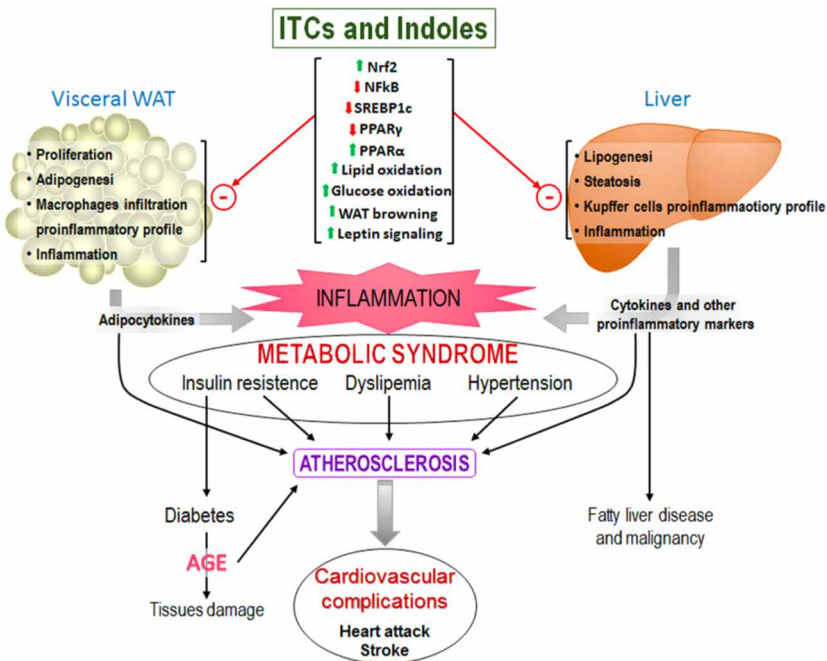 ITCs and Indoles
⬆ Nrf2
⬇ NFkB
⬇ SREBP1c
⬇ PPARγ
⬆ PPARα
⬆ Lipid oxidation
⬆ Glucose oxidation
⬆ WAT browning
⬆ Leptin signaling
Visceral WAT
• Proliferation
• Adipogenesi
• Macrophages infiltration
proinflammatory profile
• Inflammation
-
Liver
• Lipogenesi
• Steatosis
• Kupffer cells proinflammaotiory profile
• Inflammation
-
INFLAMMATION
Adipocytokines
Cytokines and other
proinflammatory markers
METABOLIC SYNDROME
Insulin resistence
Dyslipemia
Hypertension
ATHEROSCLEROSIS
Diabetes
AGE
Tissues damage
Fatty liver disease
and malignancy
Cardiovascular
complications
Heart attack
Stroke